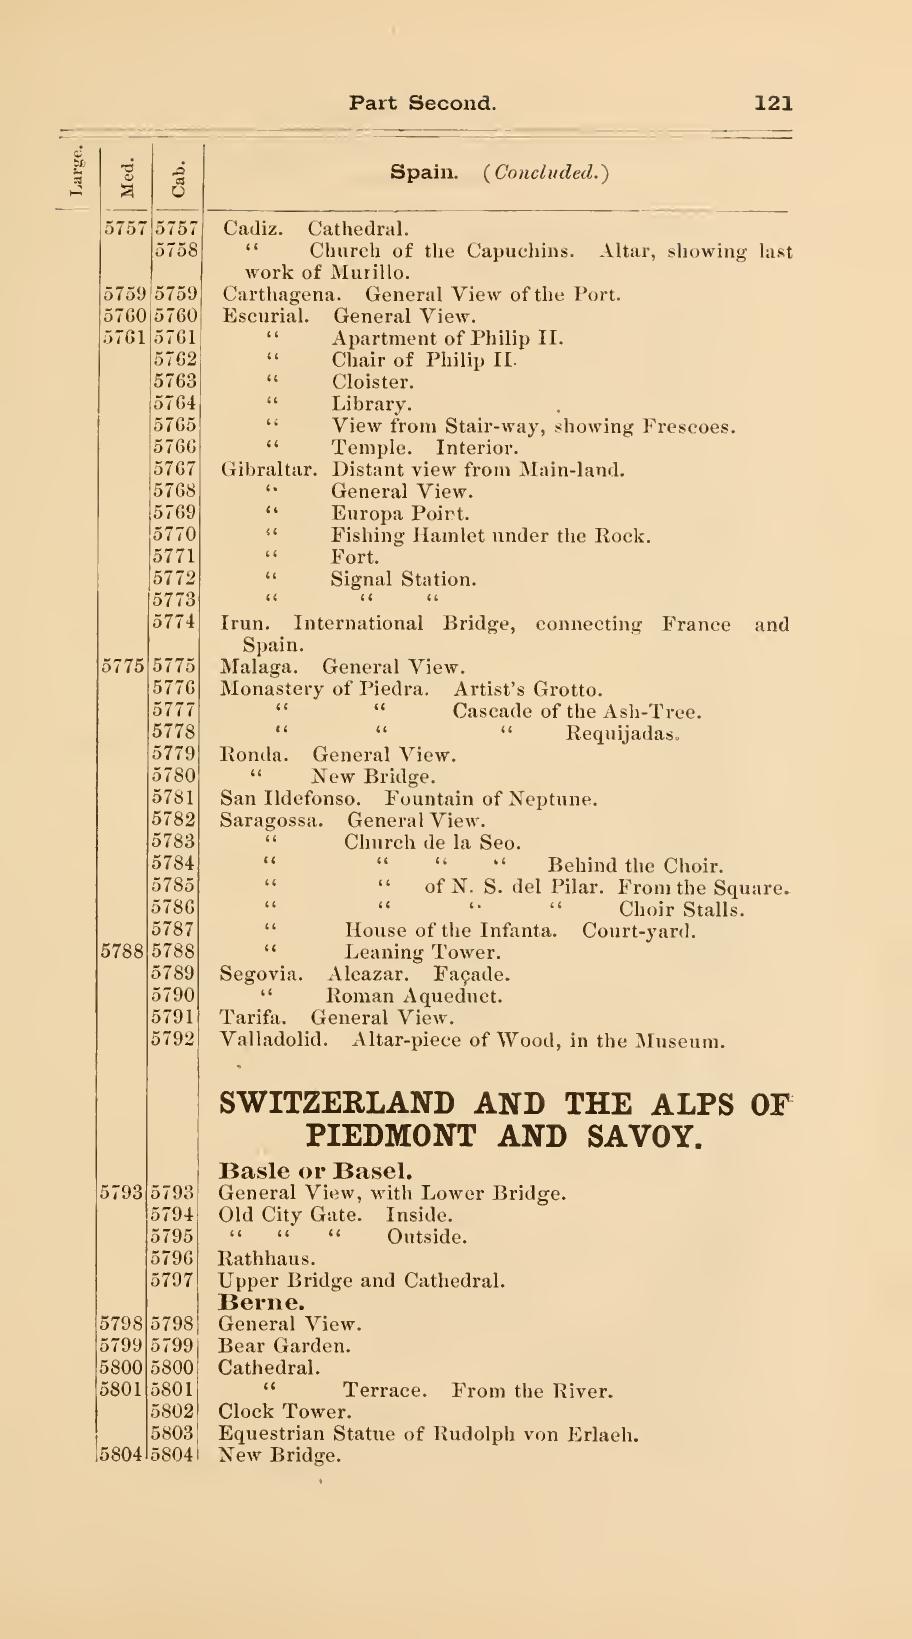 Part Second. 121
Large. Med. Cab. Spain. (Concluded.)
5757 5757 Cadiz. Cathedral.
5758 “ Church of the Capuchins. Altar, showing last
work of Murillo.
5759 5759 Carthagena. General View of the Port.
5760 5760 Escurial. General View.
5761 5761 “ Apartment of Philip II.
5762 “ Chair of Philip II.
5763 “ Cloister.
5764 “ Library.
5765 “ View from Stair-way, showing Frescoes.
5766 “ Temple. Interior.
5767 Gibraltar. Distant view from Main-land.
5768 “ General View.
5769 “ Europa Point.
5770 “ Fishing Hamlet under the Rock.
5771 “ Fort.
5772 “ Signal Station.
5773 “ “ “
5774 Irun. International Bridge, connecting France and
Spain.
5775 5775 Malaga. General View.
5776 Monastery of Piedra. Artist's Grotto.
5777 “ “ Cascade of the Ash-Tree.
5778 “ “ “ Requijadas.
5779 Ronda. General View.
5780 “ New Bridge.
5781 San Ildefonso. Fountain of Neptune.
5782 Saragossa. General View.
5783 “ Church de la Seo.
5784 “ “ “ “ Behind the Choir.
5785 “ “ of N. S. del Pilar. From the Square.
5786 “ “ “ “ Choir Stalls.
5787 “ House of the Infanta. Court-yard.
5788 5788 “ Leaning Tower.
5789 Segovia. Alcazar. Façade.
5790 “ Roman Aqueduct.
5791 Tarifa. General View.
5792 Valladolid. Altar-piece of Wood, in the Museum.
SWITZERLAND AND THE ALPS OF
PIEDMONT AND SAVOY.
Basle or Basel.
5793 5793 General View, with Lower Bridge.
5794 Old City Gate. Inside.
5795 “ “ “ Outside.
5796 Rathhaus.
5797 Upper Bridge and Cathedral.
Berne.
5798 5798 General View.
5799 5799 Bear Garden.
5800 5800 Cathedral.
5801 5801 “ Terrace. From the River.
5802 Clock Tower.
5803 Equestrian Statue of Rudolph von Erlach.
5804 5804 New Bridge.